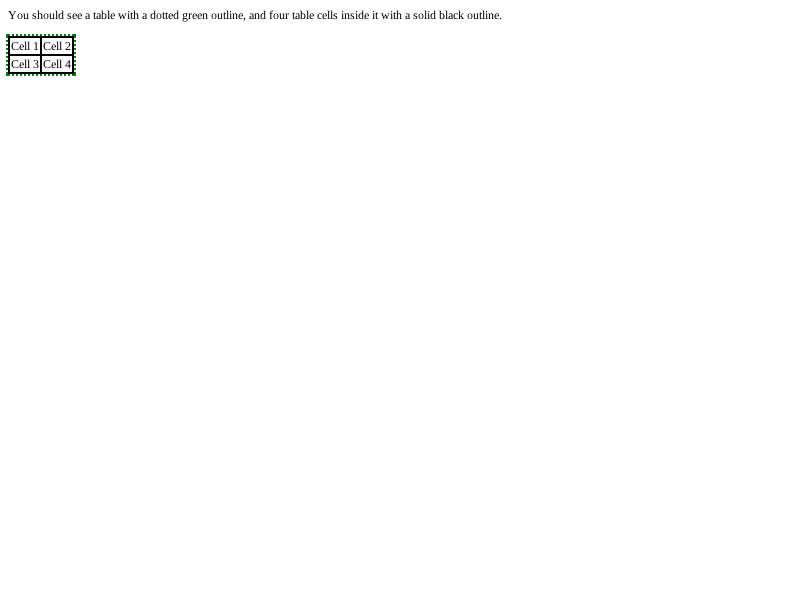 You should see a table with a dotted green outline, and four table cells inside it with a solid black outline.
Cell 1 Cell 2
Cell 3 Cell 4